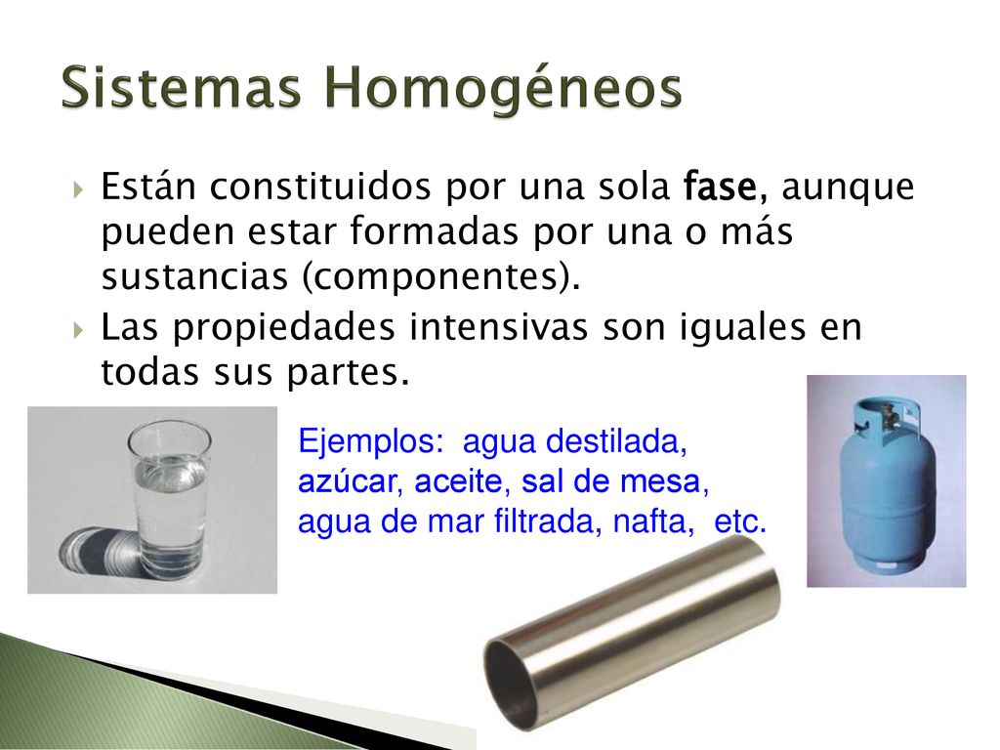 Sistemas Homogéneos
Están constituidos por una sola fase, aunque
pueden estar formadas por una o más
sustancias (componentes).
Las propiedades intensivas son iguales en
todas sus partes.
Ejemplos:  agua destilada,
azúcar, aceite, sal de mesa,
agua de mar filtrada, nafta,  etc.